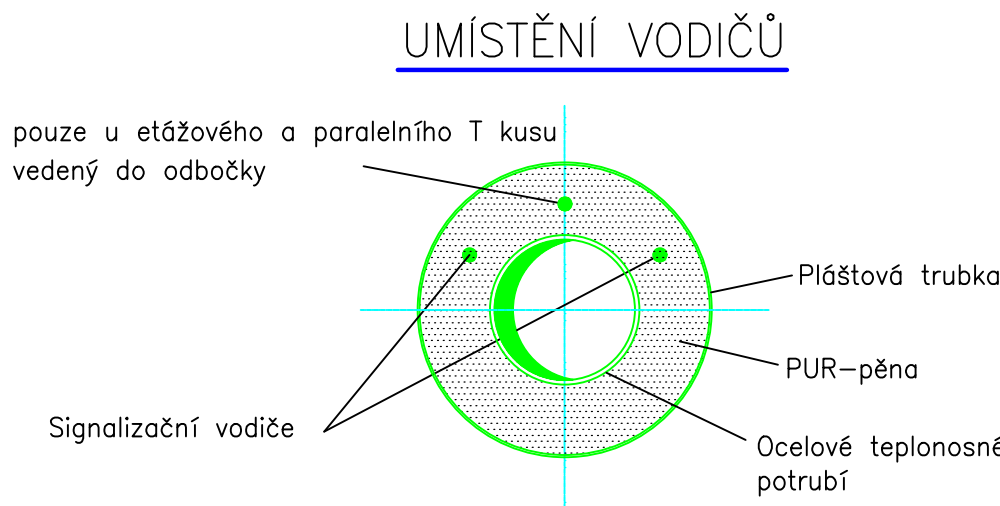 UMÍSTĚNÍ VODIČŮ
pouze u etážového a paralelního T kusu
vedený do odbočky
Plášťová trubka
PUR-pěna
Signalizační vodiče
Ocelové teplonosné
potrubí